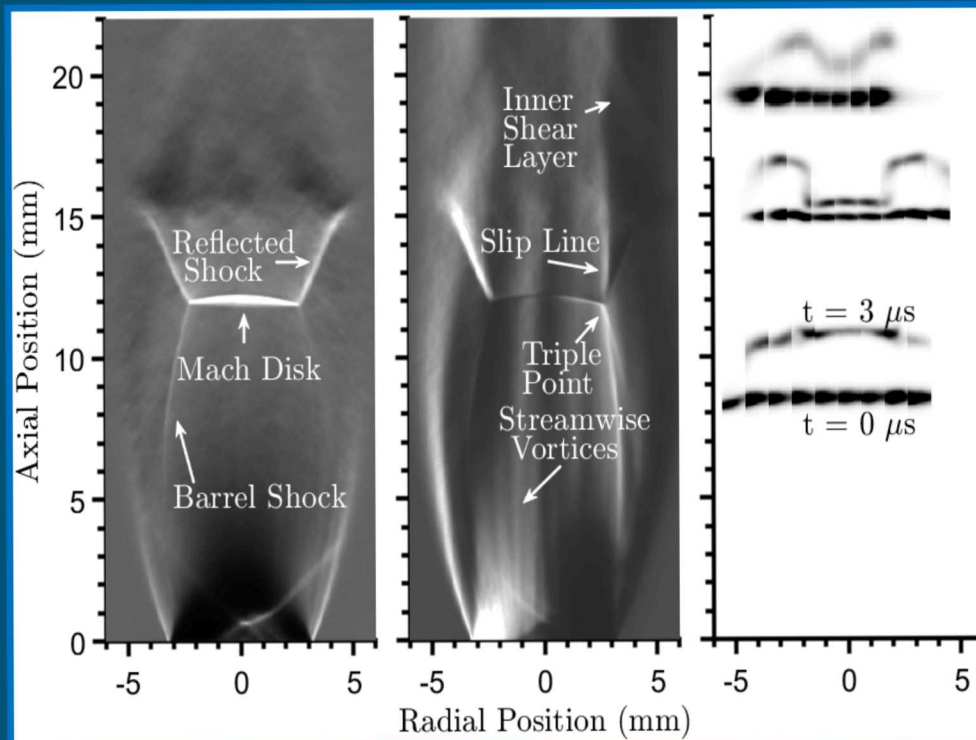 Axial Position (mm)
20
15
10
5
0
Reflected
Shock
Mach Disk
Barrel Shock
-5
0
5
Inner
Shear
Layer
Slip Line
Triple
Point
Streamwise
Vortices
-5
0
5
t = 3 μs
t = 0 μs
-5
0
5
Radial Position (mm)